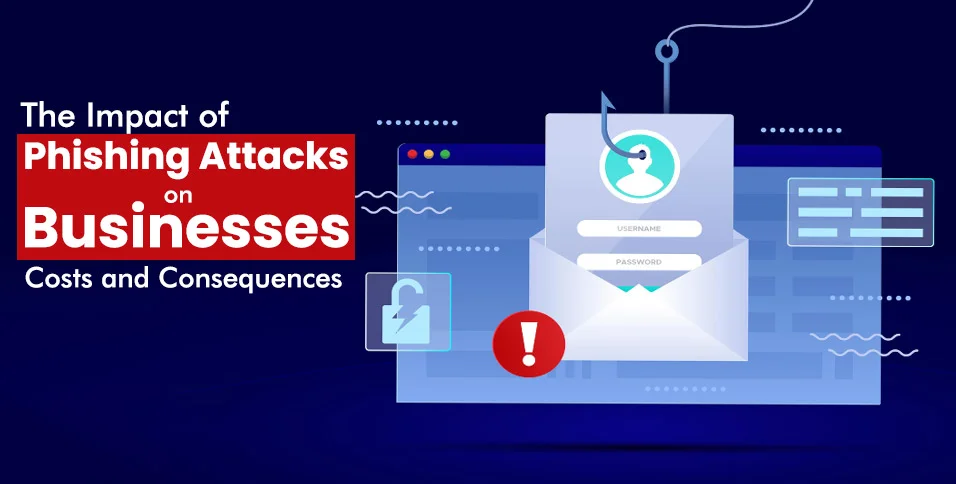 The Impact of
Phishing Attacks
on
Businesses
Costs and Consequences
USERNAME
PASSWORD
!